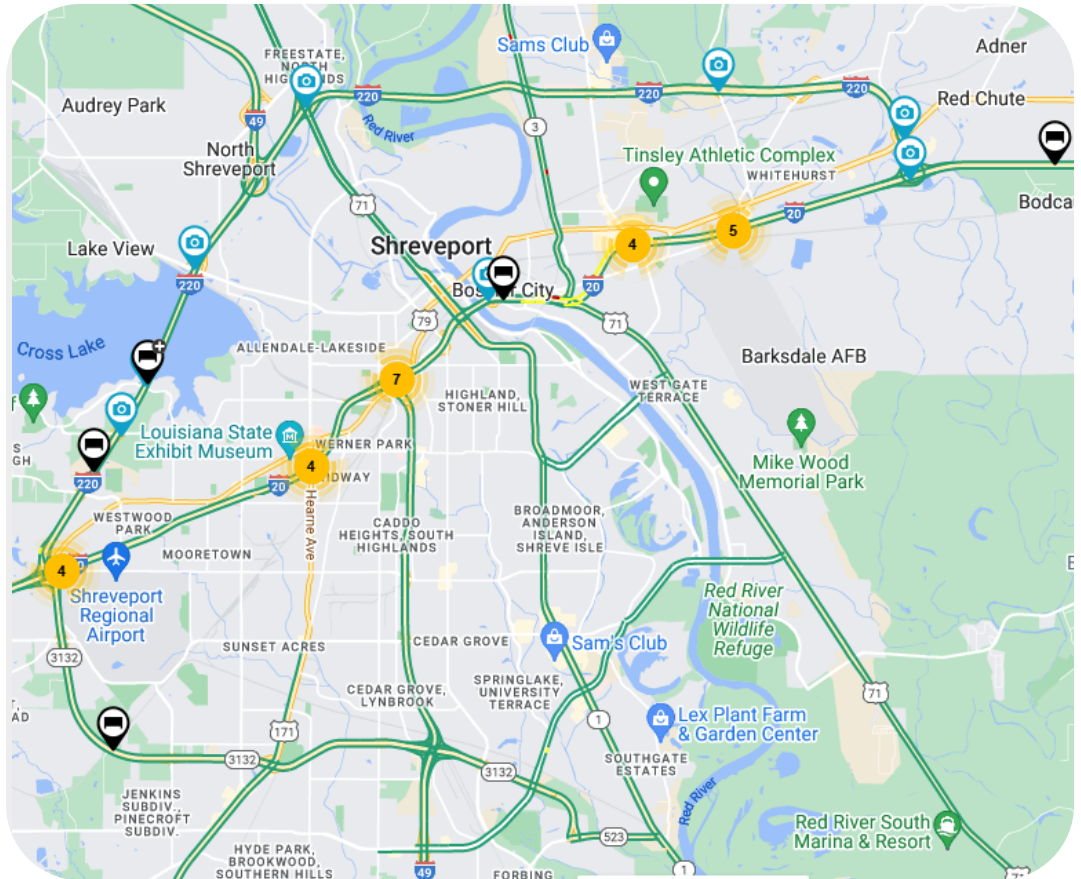 Adner
Sams Club
FREESTATE,
NORTH
HIGHLANDS
220
220
220
Audrey Park
Red Chute
49
Red River
3
North
Shreveport
Tinsley Athletic Complex
WHITEHURST
71
20
5
4
Lake View
Shreveport
220
20
Bossier City
79
71
Cross Lake
ALLENDALE-LAKESIDE
Barksdale AFB
7
HIGHLAND,
STONER HILL
WEST GATE
TERRACE
Louisiana State
Exhibit Museum
WERNER PARK
4
S
GH
Mike Wood
Memorial Park
220
20
Hearne Ave
WESTWOOD
PARK
MOORETOWN
CADDO
HEIGHTS, SOUTH
HIGHLANDS
BROADMOOR,
ANDERSON
ISLAND,
SHREVE ISLE
4
Shreveport
Regional
Airport
Red River
National
Wildlife
Refuge
SUNSET ACRES
CEDAR GROVE
Sam's Club
3132
CEDAR GROVE,
LYNBROOK
SPRINGLAKE,
UNIVERSITY
TERRACE
71
AD
171
1
Lex Plant Farm
& Garden Center
3132
3132
SOUTHGATE
ESTATES
Red River
JENKINS
SUBDIV.,
PINECROFT
SUBDIV.
523
Red River South
Marina & Resort
HYDE PARK,
BROOKWOOD,
SOUTHERN HILLS
49
FORBING
1